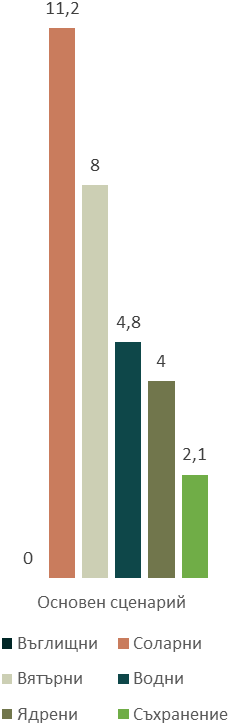 11,2
8
4,8
4
2,1
0
Основен сценарий
Въглищни Соларни
Вятърни Водни
Ядрени Съхранение